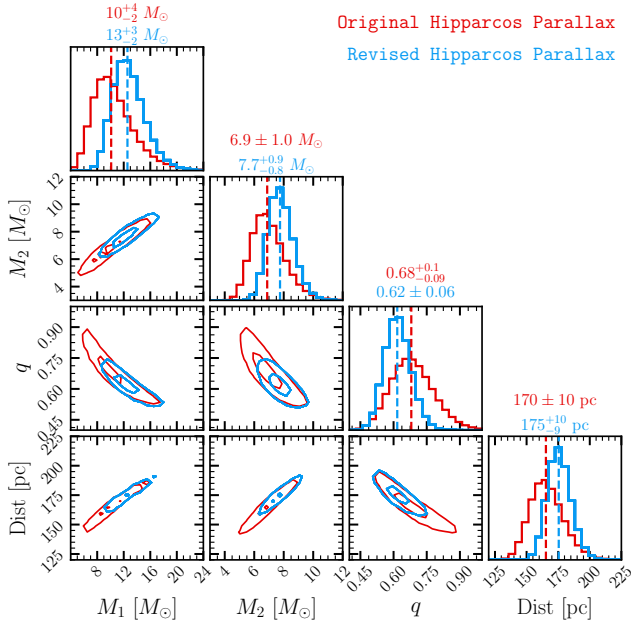 10^{+4}_{-2} M_⊙
13^{+3}_{-2} M_⊙
Original Hipparcos Parallax
Revised Hipparcos Parallax
6.9 ± 1.0 M_⊙
7.7^{+0.9}_{-0.8} M_⊙
M_2 [M_⊙]
12
9
6
3
0.68^{+0.1}_{-0.09}
0.62 ± 0.06
q
0.90
0.75
0.60
0.45
170 ± 10 pc
175^{+10}_{-9} pc
Dist [pc]
225
200
175
150
125
8 12 16 20 24
4 6 8 10 12
0.45 0.60 0.75 0.90
125 150 175 200 225
M_1 [M_⊙] M_2 [M_⊙] q Dist [pc]